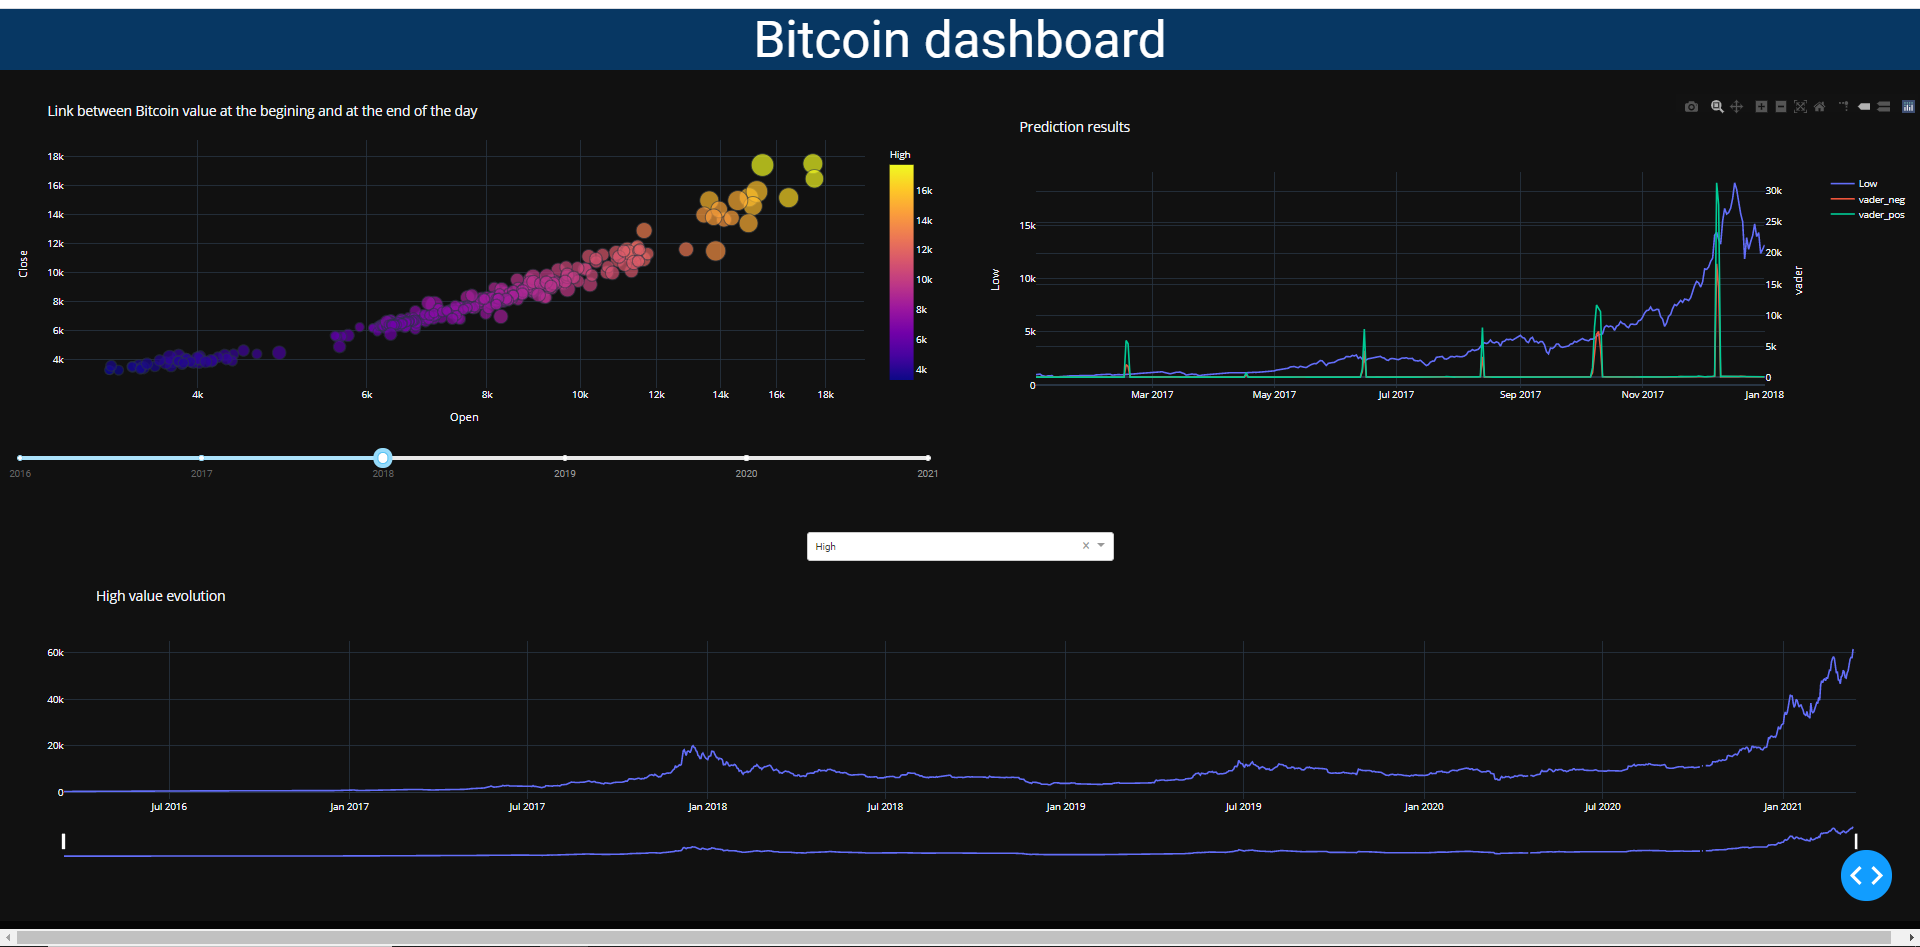 Bitcoin dashboard
Link between Bitcoin value at the begining and at the end of the day
High
18k
16k
14k
12k
10k
8k
6k
4k
Close
4k
6k
8k
10k
12k
14k
16k
18k
Open
16k
14k
12k
10k
8k
6k
4k
2016
2017
2018
2019
2020
2021
Prediction results
15k
10k
5k
0
Low
Mar 2017
May 2017
Jul 2017
Sep 2017
Nov 2017
Jan 2018
30k
25k
20k
15k
10k
5k
0
vader
Low
vader_neg
vader_pos
High
High value evolution
60k
40k
20k
0
Jul 2016
Jan 2017
Jul 2017
Jan 2018
Jul 2018
Jan 2019
Jul 2019
Jan 2020
Jul 2020
Jan 2021